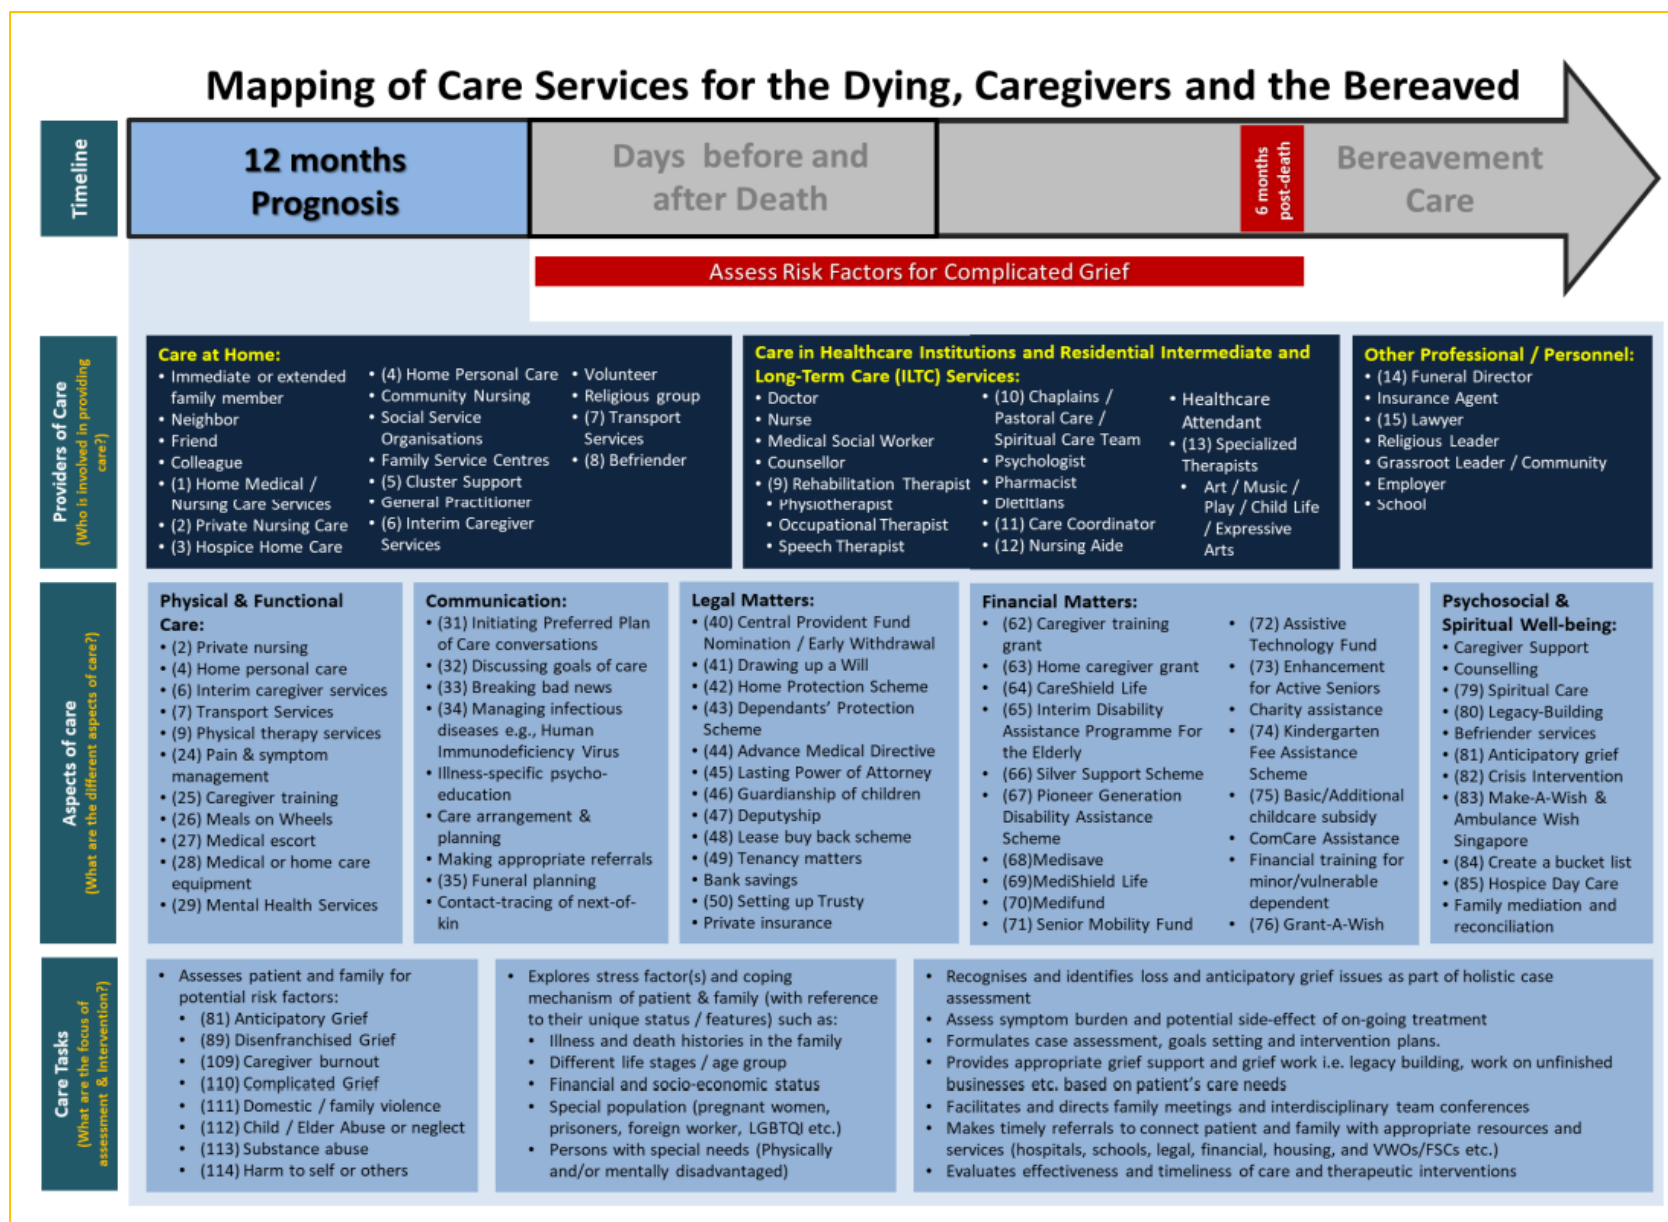 Mapping of Care Services for the Dying, Caregivers and the Bereaved
Timeline
12 months
Prognosis
Days before and
after Death
6 months
post-death
Bereavement
Care
Assess Risk Factors for Complicated Grief
Providers of Care
(Who is involved in providing
care?)
Care at Home:
• Immediate or extended
family member
• Neighbor
• Friend
• Colleague
• (1) Home Medical /
Nursing Care Services
• (2) Private Nursing Care
• (3) Hospice Home Care
• (4) Home Personal Care
• Community Nursing
• Social Service
Organisations
• Family Service Centres
• (5) Cluster Support
• General Practitioner
• (6) Interim Caregiver
Services
• Volunteer
• Religious group
• (7) Transport
Services
• (8) Befriender
Care in Healthcare Institutions and Residential Intermediate and
Long-Term Care (ILTC) Services:
• Doctor
• Nurse
• Medical Social Worker
• Counsellor
• (9) Rehabilitation Therapist
• Physiotherapist
• Occupational Therapist
• Speech Therapist
• (10) Chaplains /
Pastoral Care /
Spiritual Care Team
• Psychologist
• Pharmacist
• Dietitians
• (11) Care Coordinator
• (12) Nursing Aide
• Healthcare
Attendant
• (13) Specialized
Therapists
• Art / Music /
Play / Child Life
/ Expressive
Arts
Other Professional / Personnel:
• (14) Funeral Director
• Insurance Agent
• (15) Lawyer
• Religious Leader
• Grassroot Leader / Community
• Employer
• School
Aspects of care
(What are the different aspects of care?)
Physical & Functional
Care:
• (2) Private nursing
• (4) Home personal care
• (6) Interim caregiver services
• (7) Transport Services
• (9) Physical therapy services
• (24) Pain & symptom
management
• (25) Caregiver training
• (26) Meals on Wheels
• (27) Medical escort
• (28) Medical or home care
equipment
• (29) Mental Health Services
Communication:
• (31) Initiating Preferred Plan
of Care conversations
• (32) Discussing goals of care
• (33) Breaking bad news
• (34) Managing infectious
diseases e.g., Human
Immunodeficiency Virus
• Illness-specific psycho-
education
• Care arrangement &
planning
• Making appropriate referrals
• (35) Funeral planning
• Contact-tracing of next-of-
kin
Legal Matters:
• (40) Central Provident Fund
Nomination / Early Withdrawal
• (41) Drawing up a Will
• (42) Home Protection Scheme
• (43) Dependants' Protection
Scheme
• (44) Advance Medical Directive
• (45) Lasting Power of Attorney
• (46) Guardianship of children
• (47) Deputyship
• (48) Lease buy back scheme
• (49) Tenancy matters
• Bank savings
• (50) Setting up Trusty
• Private insurance
Financial Matters:
• (62) Caregiver training
grant
• (63) Home caregiver grant
• (64) CareShield Life
• (65) Interim Disability
Assistance Programme For
the Elderly
• (66) Silver Support Scheme
• (67) Pioneer Generation
Disability Assistance
Scheme
• (68)Medisave
• (69)MediShield Life
• (70)Medifund
• (71) Senior Mobility Fund
• (72) Assistive
Technology Fund
• (73) Enhancement
for Active Seniors
• Charity assistance
• (74) Kindergarten
Fee Assistance
Scheme
• (75) Basic/Additional
childcare subsidy
• ComCare Assistance
• Financial training for
minor/vulnerable
dependent
• (76) Grant-A-Wish
Psychosocial &
Spiritual Well-being:
• Caregiver Support
• Counselling
• (79) Spiritual Care
• (80) Legacy-Building
• Befriender services
• (81) Anticipatory grief
• (82) Crisis Intervention
• (83) Make-A-Wish &
Ambulance Wish
Singapore
• (84) Create a bucket list
• (85) Hospice Day Care
• Family mediation and
reconciliation
Care Tasks
(What are the focus of
assessment & Intervention?)
• Assesses patient and family for
potential risk factors:
• (81) Anticipatory Grief
• (89) Disenfranchised Grief
• (109) Caregiver burnout
• (110) Complicated Grief
• (111) Domestic / family violence
• (112) Child / Elder Abuse or neglect
• (113) Substance abuse
• (114) Harm to self or others
• Explores stress factor(s) and coping
mechanism of patient & family (with reference
to their unique status / features) such as:
• Illness and death histories in the family
• Different life stages / age group
• Financial and socio-economic status
• Special population (pregnant women,
prisoners, foreign worker, LGBTQI etc.)
• Persons with special needs (Physically
and/or mentally disadvantaged)
• Recognises and identifies loss and anticipatory grief issues as part of holistic case
assessment
• Assess symptom burden and potential side-effect of on-going treatment
• Formulates case assessment, goals setting and intervention plans.
• Provides appropriate grief support and grief work i.e. legacy building, work on unfinished
businesses etc. based on patient's care needs
• Facilitates and directs family meetings and interdisciplinary team conferences
• Makes timely referrals to connect patient and family with appropriate resources and
services (hospitals, schools, legal, financial, housing, and VWOs/FSCs etc.)
• Evaluates effectiveness and timeliness of care and therapeutic interventions